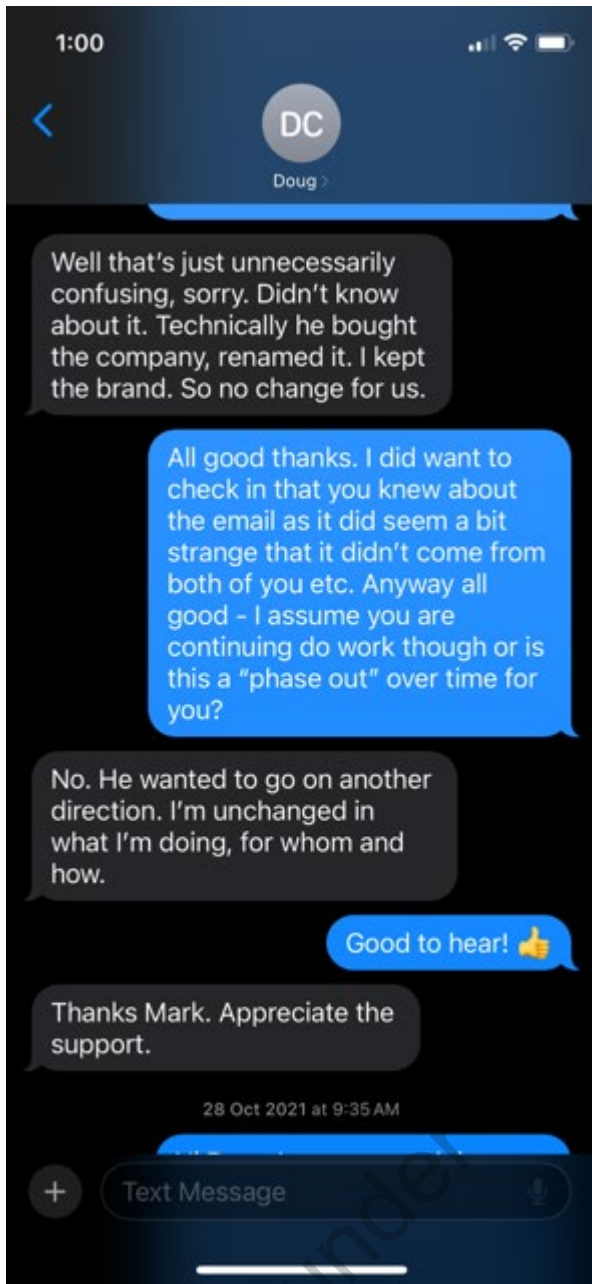 1:00
DC
Doug
Well that's just unnecessarily
confusing, sorry. Didn't know
about it. Technically he bought
the company, renamed it. I kept
the brand. So no change for us.
All good thanks. I did want to
check in that you knew about
the email as it did seem a bit
strange that it didn't come from
both of you etc. Anyway all
good - I assume you are
continuing do work though or is
this a "phase out" over time for
you?
No. He wanted to go on another
direction. I'm unchanged in
what I'm doing, for whom and
how.
Good to hear! 👍
Thanks Mark. Appreciate the
support.
28 Oct 2021 at 9:35 AM
Text Message